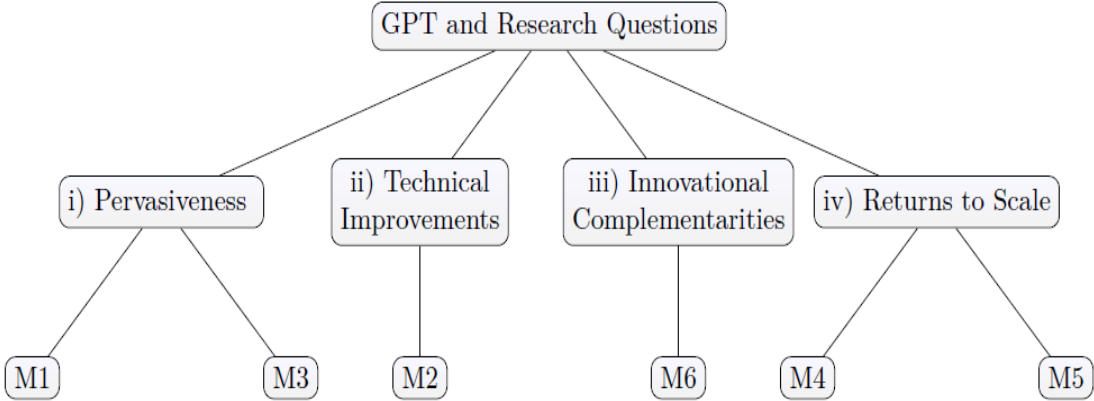 GPT and Research Questions
i) Pervasiveness
ii) Technical
Improvements
iii) Innovational
Complementarities
iv) Returns to Scale
M1
M3
M2
M6
M4
M5